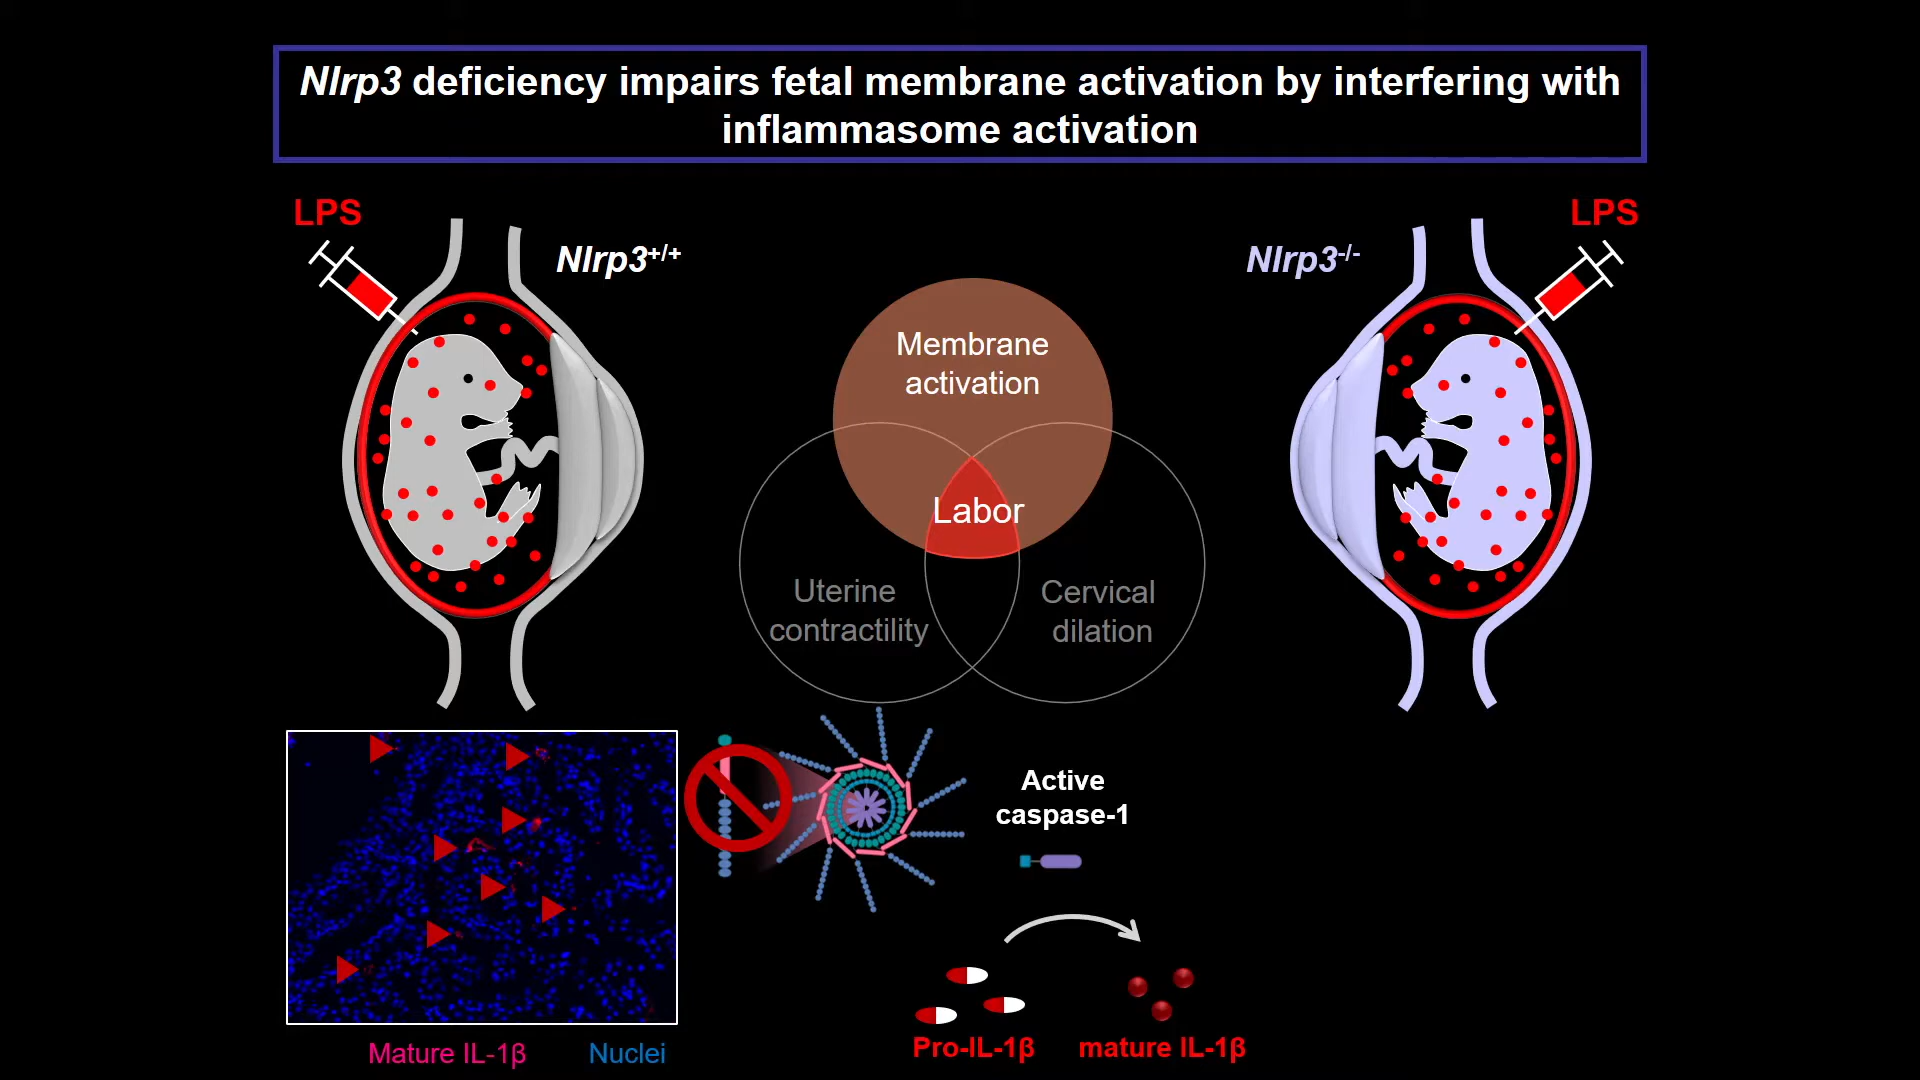 Nlrp3 deficiency impairs fetal membrane activation by interfering with
inflammasome activation
LPS
Nlrp3+/+
Nlrp3-/-
LPS
Membrane
activation
Labor
Uterine
contractility
Cervical
dilation
Active
caspase-1
Pro-IL-1β
mature IL-1β
Mature IL-1β
Nuclei